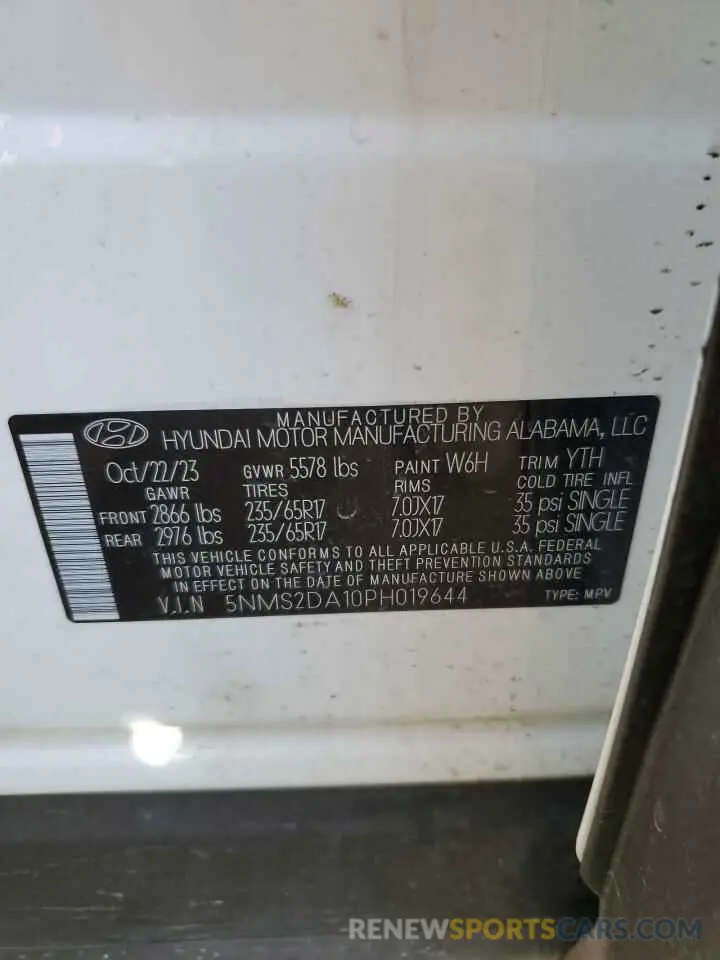 MANUFACTURED BY
HYUNDAI MOTOR MANUFACTURING ALABAMA, LLC
Oct/22/23 GVWR 5578 lbs PAINT W6H TRIM YTH
GAWR TIRES RIMS COLD TIRE INFL
FRONT 2866 lbs 235/65R17 7.0JX17 35 psi SINGLE
REAR 2976 lbs 235/65R17 7.0JX17 35 psi SINGLE
THIS VEHICLE CONFORMS TO ALL APPLICABLE U.S.A. FEDERAL
MOTOR VEHICLE SAFETY AND THEFT PREVENTION STANDARDS
IN EFFECT ON THE DATE OF MANUFACTURE SHOWN ABOVE
V.I.N 5NMS2DA10PH019644 TYPE: MPV
RENEWSPORTSCARS.COM